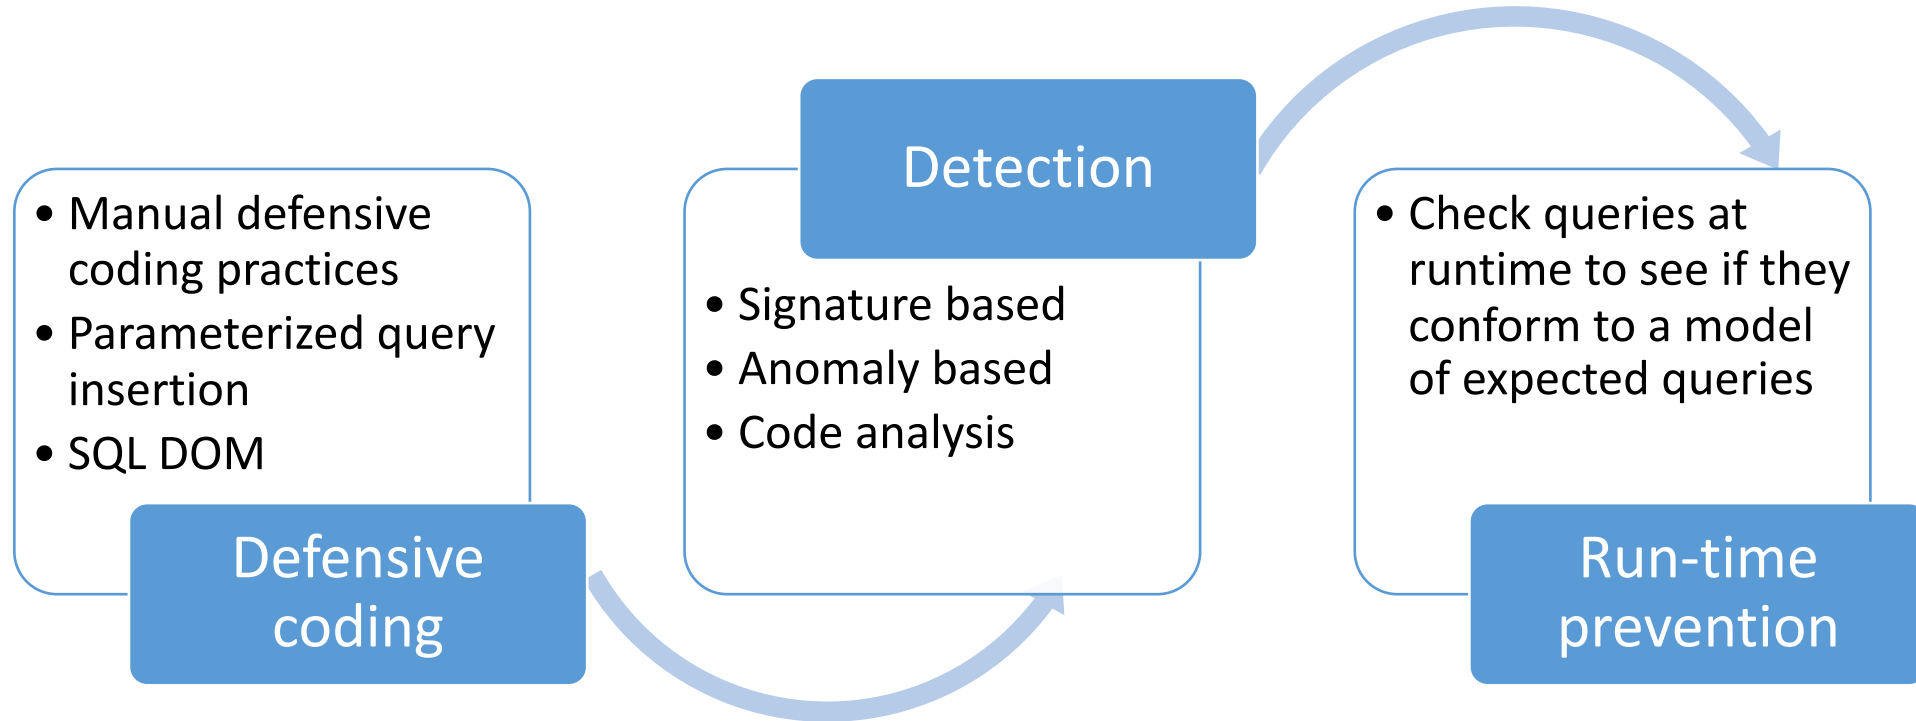 • Manual defensive
coding practices
• Parameterized query
insertion
• SQL DOM
Defensive
coding
Detection
• Signature based
• Anomaly based
• Code analysis
• Check queries at
runtime to see if they
conform to a model
of expected queries
Run-time
prevention